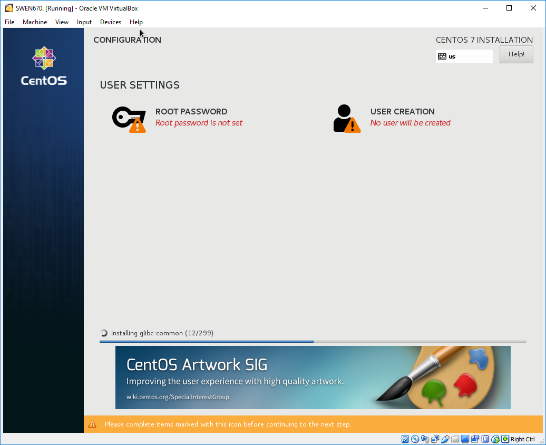 SWEN670. [Running] - Oracle VM VirtualBox
File Machine View Input Devices Help
CentOS
CONFIGURATION
CENTOS 7 INSTALLATION
us
Help!
USER SETTINGS
ROOT PASSWORD
Root password is not set
USER CREATION
No user will be created
Installing glibc-common (12/299)
CentOS Artwork SIG
Improving the user experience with high quality artwork.
wiki.centos.org/SpecialInterestGroup
Please complete items marked with this icon before continuing to the next step.
Right Ctrl